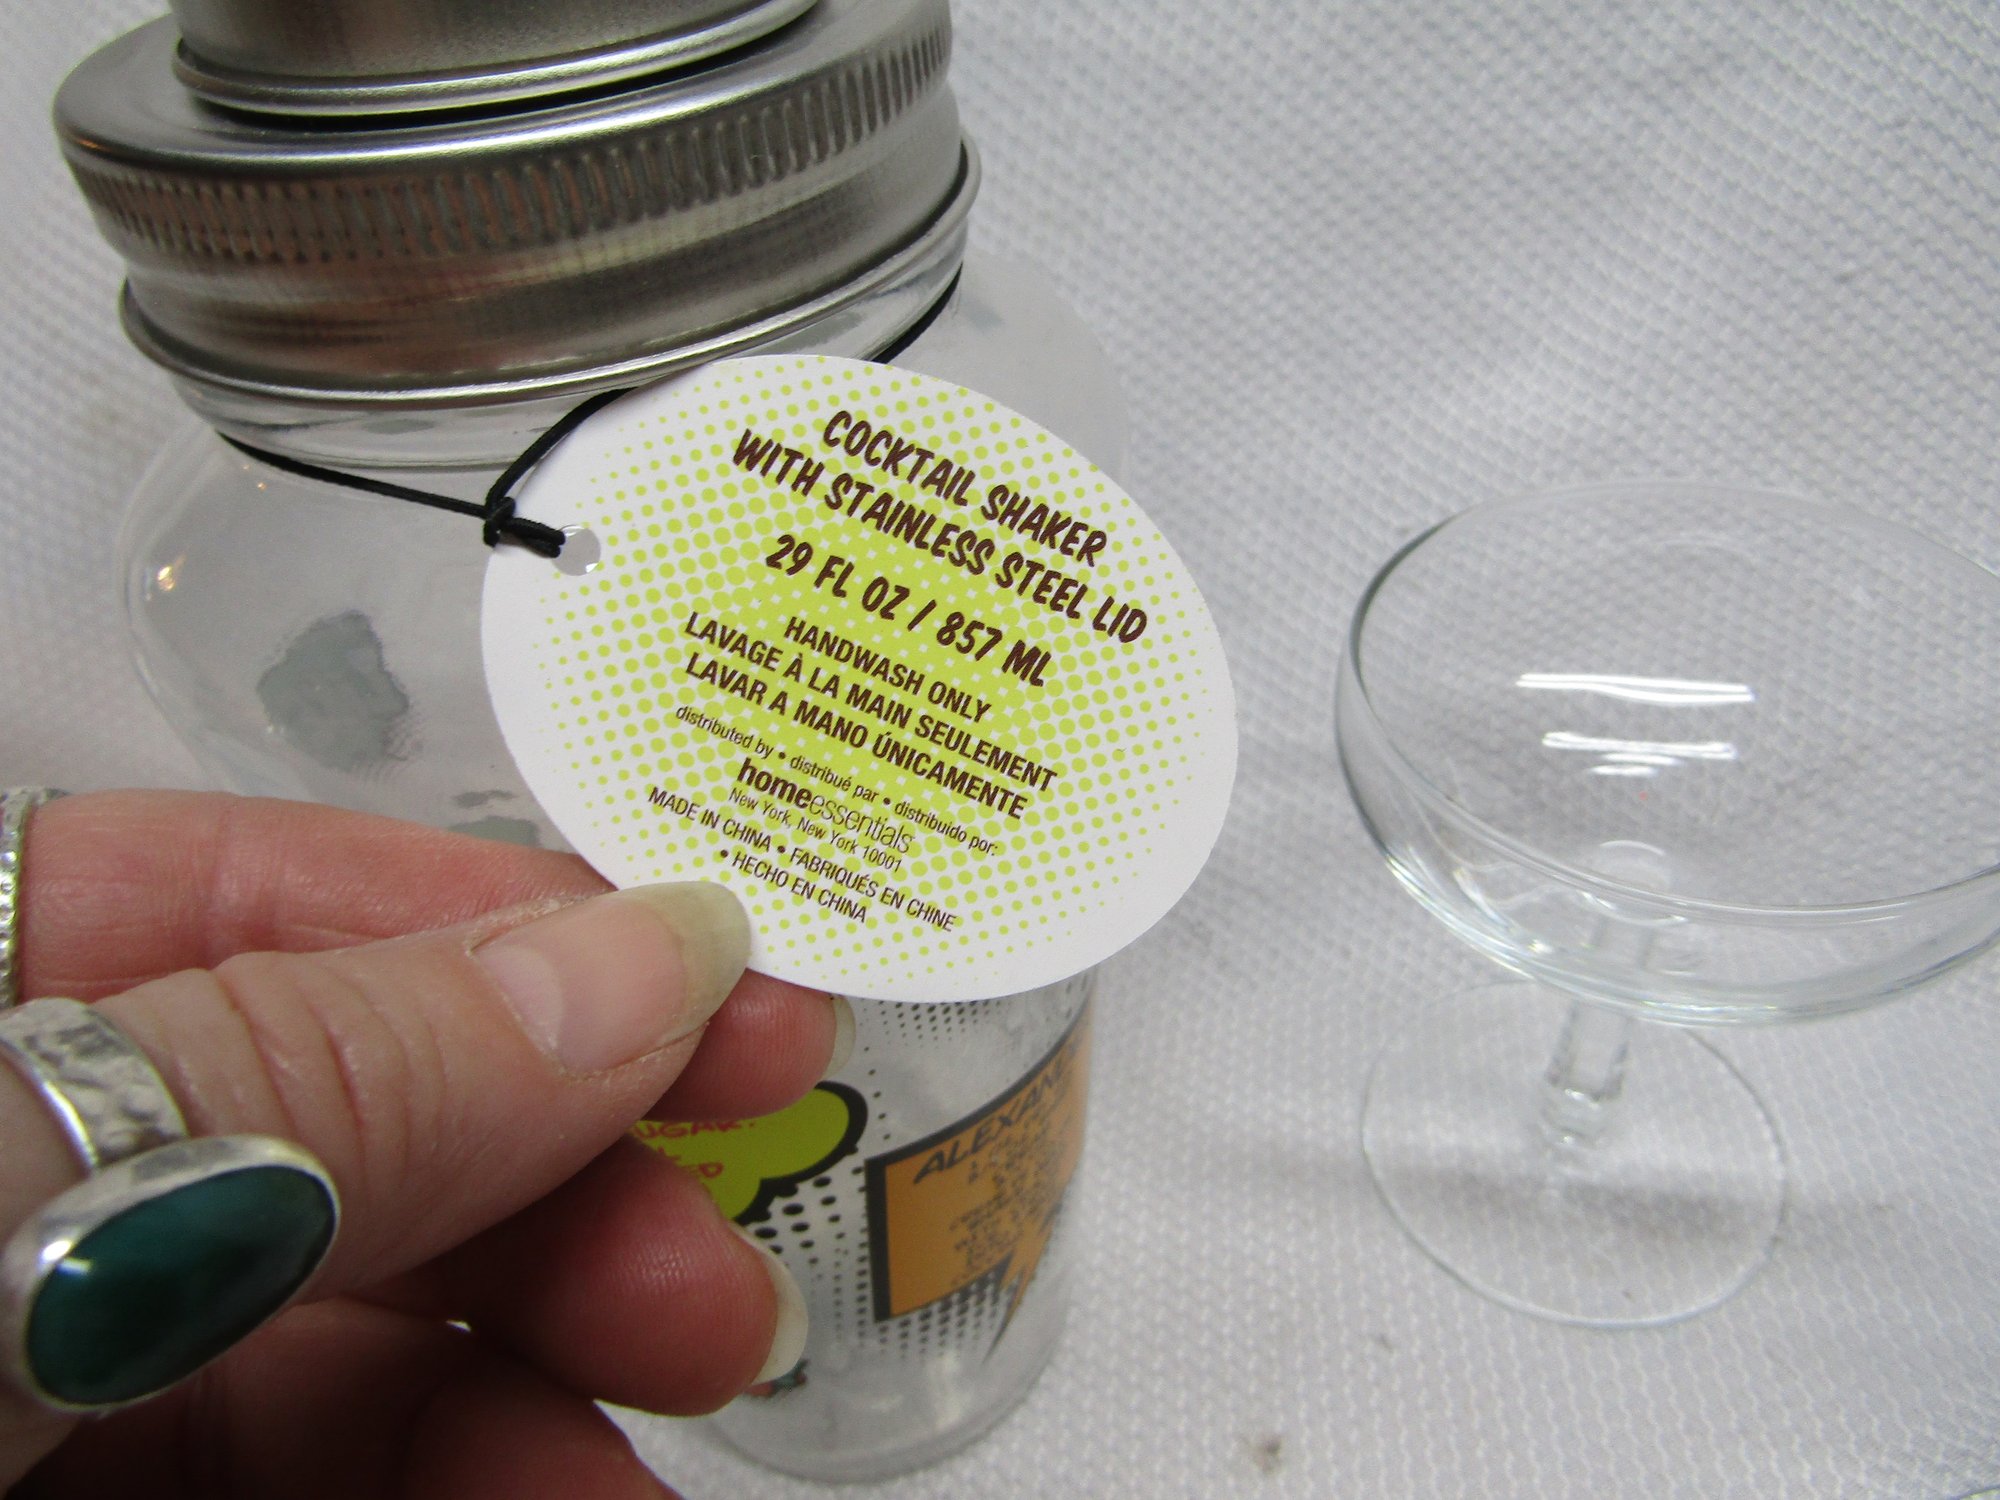 COCKTAIL SHAKER
WITH STAINLESS STEEL LID
29 FL OZ / 857 ML
HANDWASH ONLY
LAVAGE À LA MAIN SEULEMENT
LAVAR A MANO ÚNICAMENTE
distributed by • distribué par • distribuido por:
homeessentials
New York, New York 10001
MADE IN CHINA • FABRIQUÉS EN CHINE
• HECHO EN CHINA